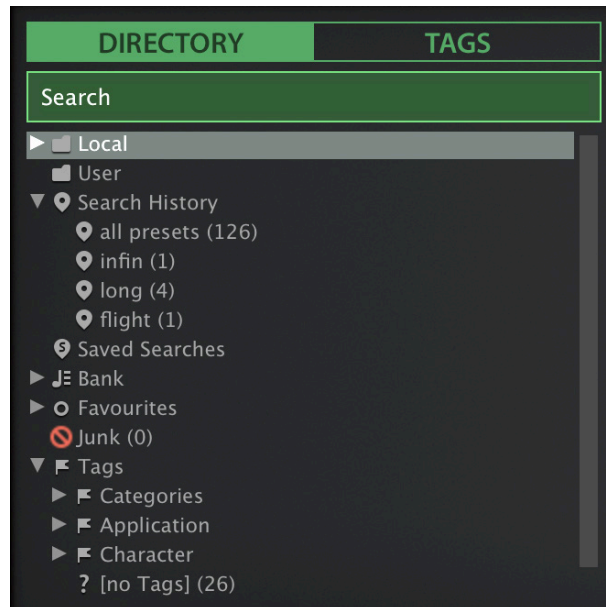 DIRECTORY TAGS
Search
Local
User
Search History
all presets (126)
infin (1)
long (4)
flight (1)
Saved Searches
Bank
Favourites
Junk (0)
Tags
Categories
Application
Character
? [no Tags] (26)